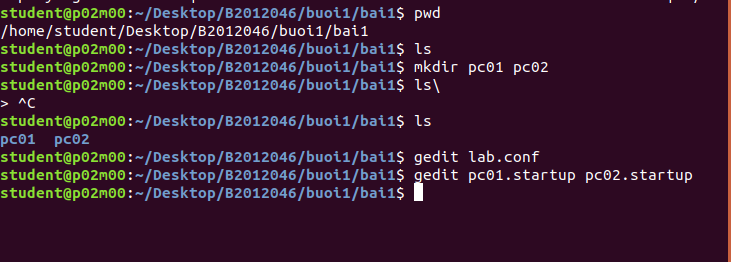 student@p02m00:~/Desktop/B2012046/buoi1/bai1$ pwd
/home/student/Desktop/B2012046/buoi1/bai1
student@p02m00:~/Desktop/B2012046/buoi1/bai1$ ls
student@p02m00:~/Desktop/B2012046/buoi1/bai1$ mkdir pc01 pc02
student@p02m00:~/Desktop/B2012046/buoi1/bai1$ ls\
> ^C
student@p02m00:~/Desktop/B2012046/buoi1/bai1$ ls
pc01  pc02
student@p02m00:~/Desktop/B2012046/buoi1/bai1$ gedit lab.conf
student@p02m00:~/Desktop/B2012046/buoi1/bai1$ gedit pc01.startup pc02.startup
student@p02m00:~/Desktop/B2012046/buoi1/bai1$